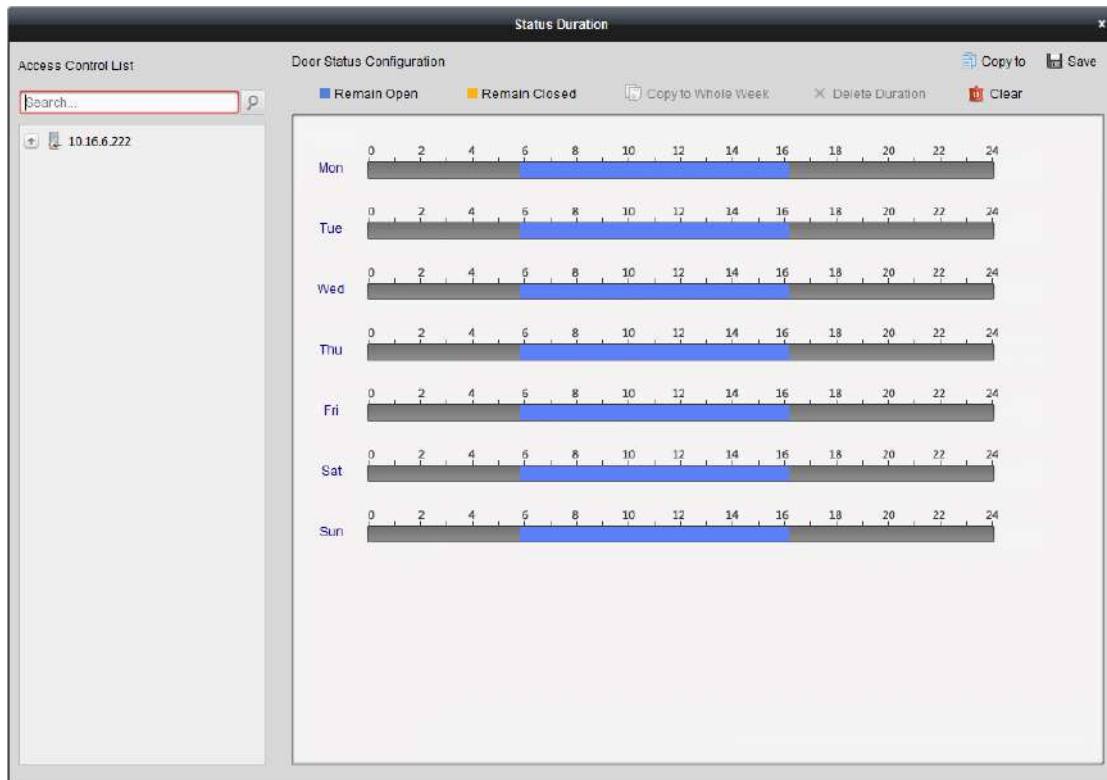 Status Duration x
Access Control List
Search...
10.16.6.222
Door Status Configuration
Copy to Save
Remain Open Remain Closed Copy to Whole Week Delete Duration Clear
0 2 4 6 8 10 12 14 16 18 20 22 24
Mon
0 2 4 6 8 10 12 14 16 18 20 22 24
Tue
0 2 4 6 8 10 12 14 16 18 20 22 24
Wed
0 2 4 6 8 10 12 14 16 18 20 22 24
Thu
0 2 4 6 8 10 12 14 16 18 20 22 24
Fri
0 2 4 6 8 10 12 14 16 18 20 22 24
Sat
0 2 4 6 8 10 12 14 16 18 20 22 24
Sun